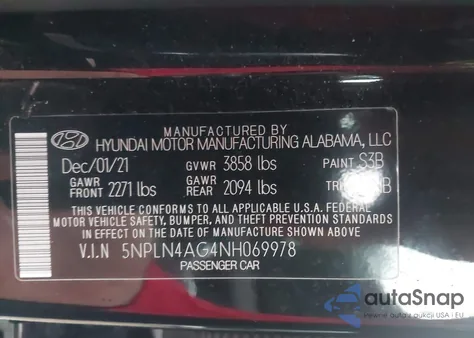 MANUFACTURED BY
HYUNDAI MOTOR MANUFACTURING ALABAMA, LLC
Dec/01/21 GVWR 3858 lbs PAINT S3B
GAWR FRONT 2271 lbs GAWR REAR 2094 lbs
THIS VEHICLE CONFORMS TO ALL APPLICABLE U.S.A. FEDERAL
MOTOR VEHICLE SAFETY, BUMPER, AND THEFT PREVENTION
STANDARDS IN EFFECT ON THE DATE OF MANUFACTURE
SHOWN ABOVE
V.I.N 5NPLN4AG4NH069978
PASSENGER CAR
autoSnap